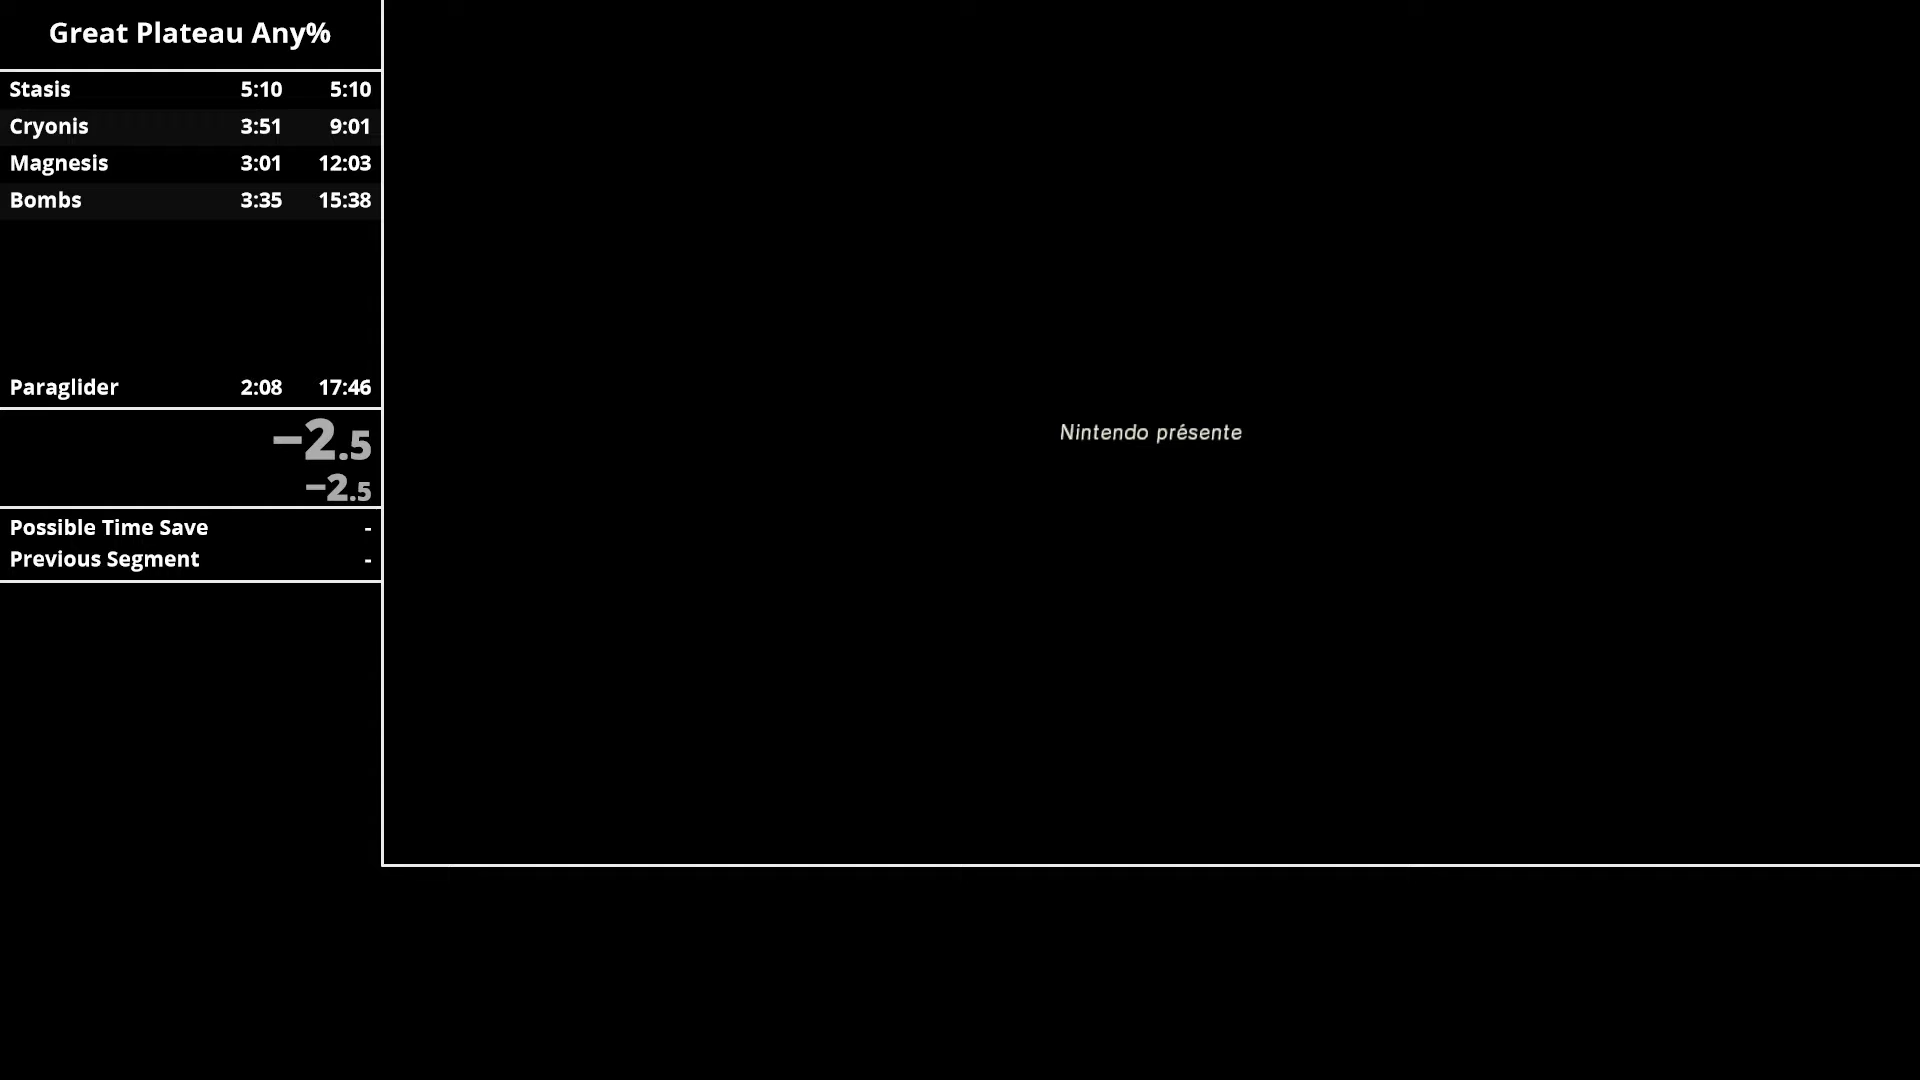 Great Plateau Any%
Stasis 5:10 5:10
Cryonis 3:51 9:01
Magnesis 3:01 12:03
Bombs 3:35 15:38
Paraglider 2:08 17:46
−2.5
−2.5
Possible Time Save -
Previous Segment -
Nintendo présente